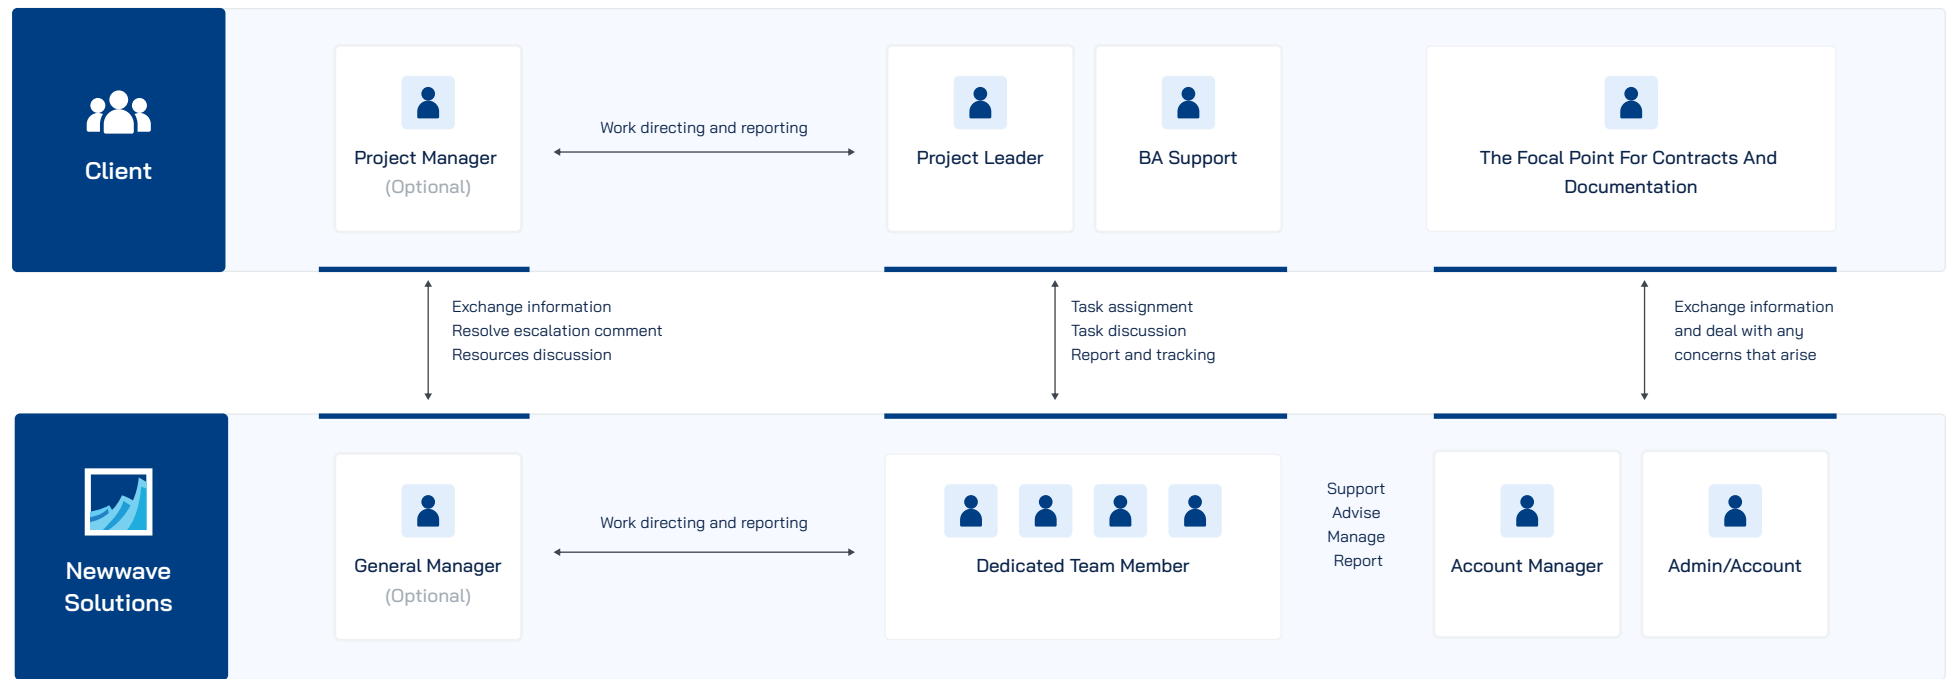 Client
Project Manager
(Optional)
Work directing and reporting
Project Leader
BA Support
The Focal Point For Contracts And
Documentation
Exchange information
Resolve escalation comment
Resources discussion
Task assignment
Task discussion
Report and tracking
Exchange information
and deal with any
concerns that arise
Newwave
Solutions
General Manager
(Optional)
Work directing and reporting
Dedicated Team Member
Support
Advise
Manage
Report
Account Manager
Admin/Account